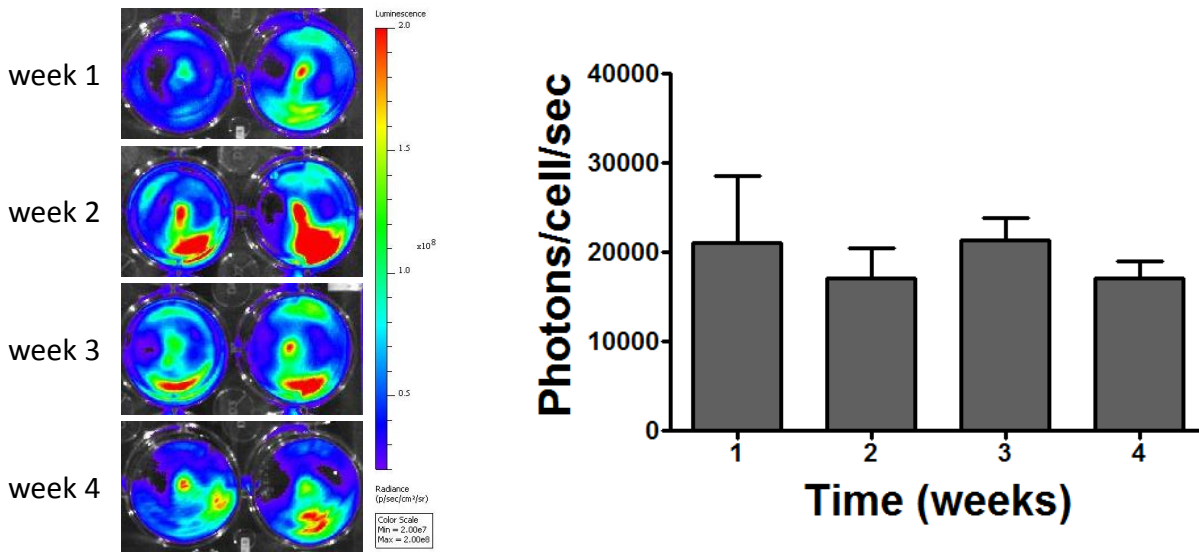 week 1
week 2
week 3
week 4
Luminescence
2.0
1.5
x10⁸
1.0
0.5
Radiance
(p/sec/cm²/sr)
Color Scale
Min = 2.00e7
Max = 2.00e8
Photons/cell/sec
40000
30000
20000
10000
0
1 2 3 4
Time (weeks)